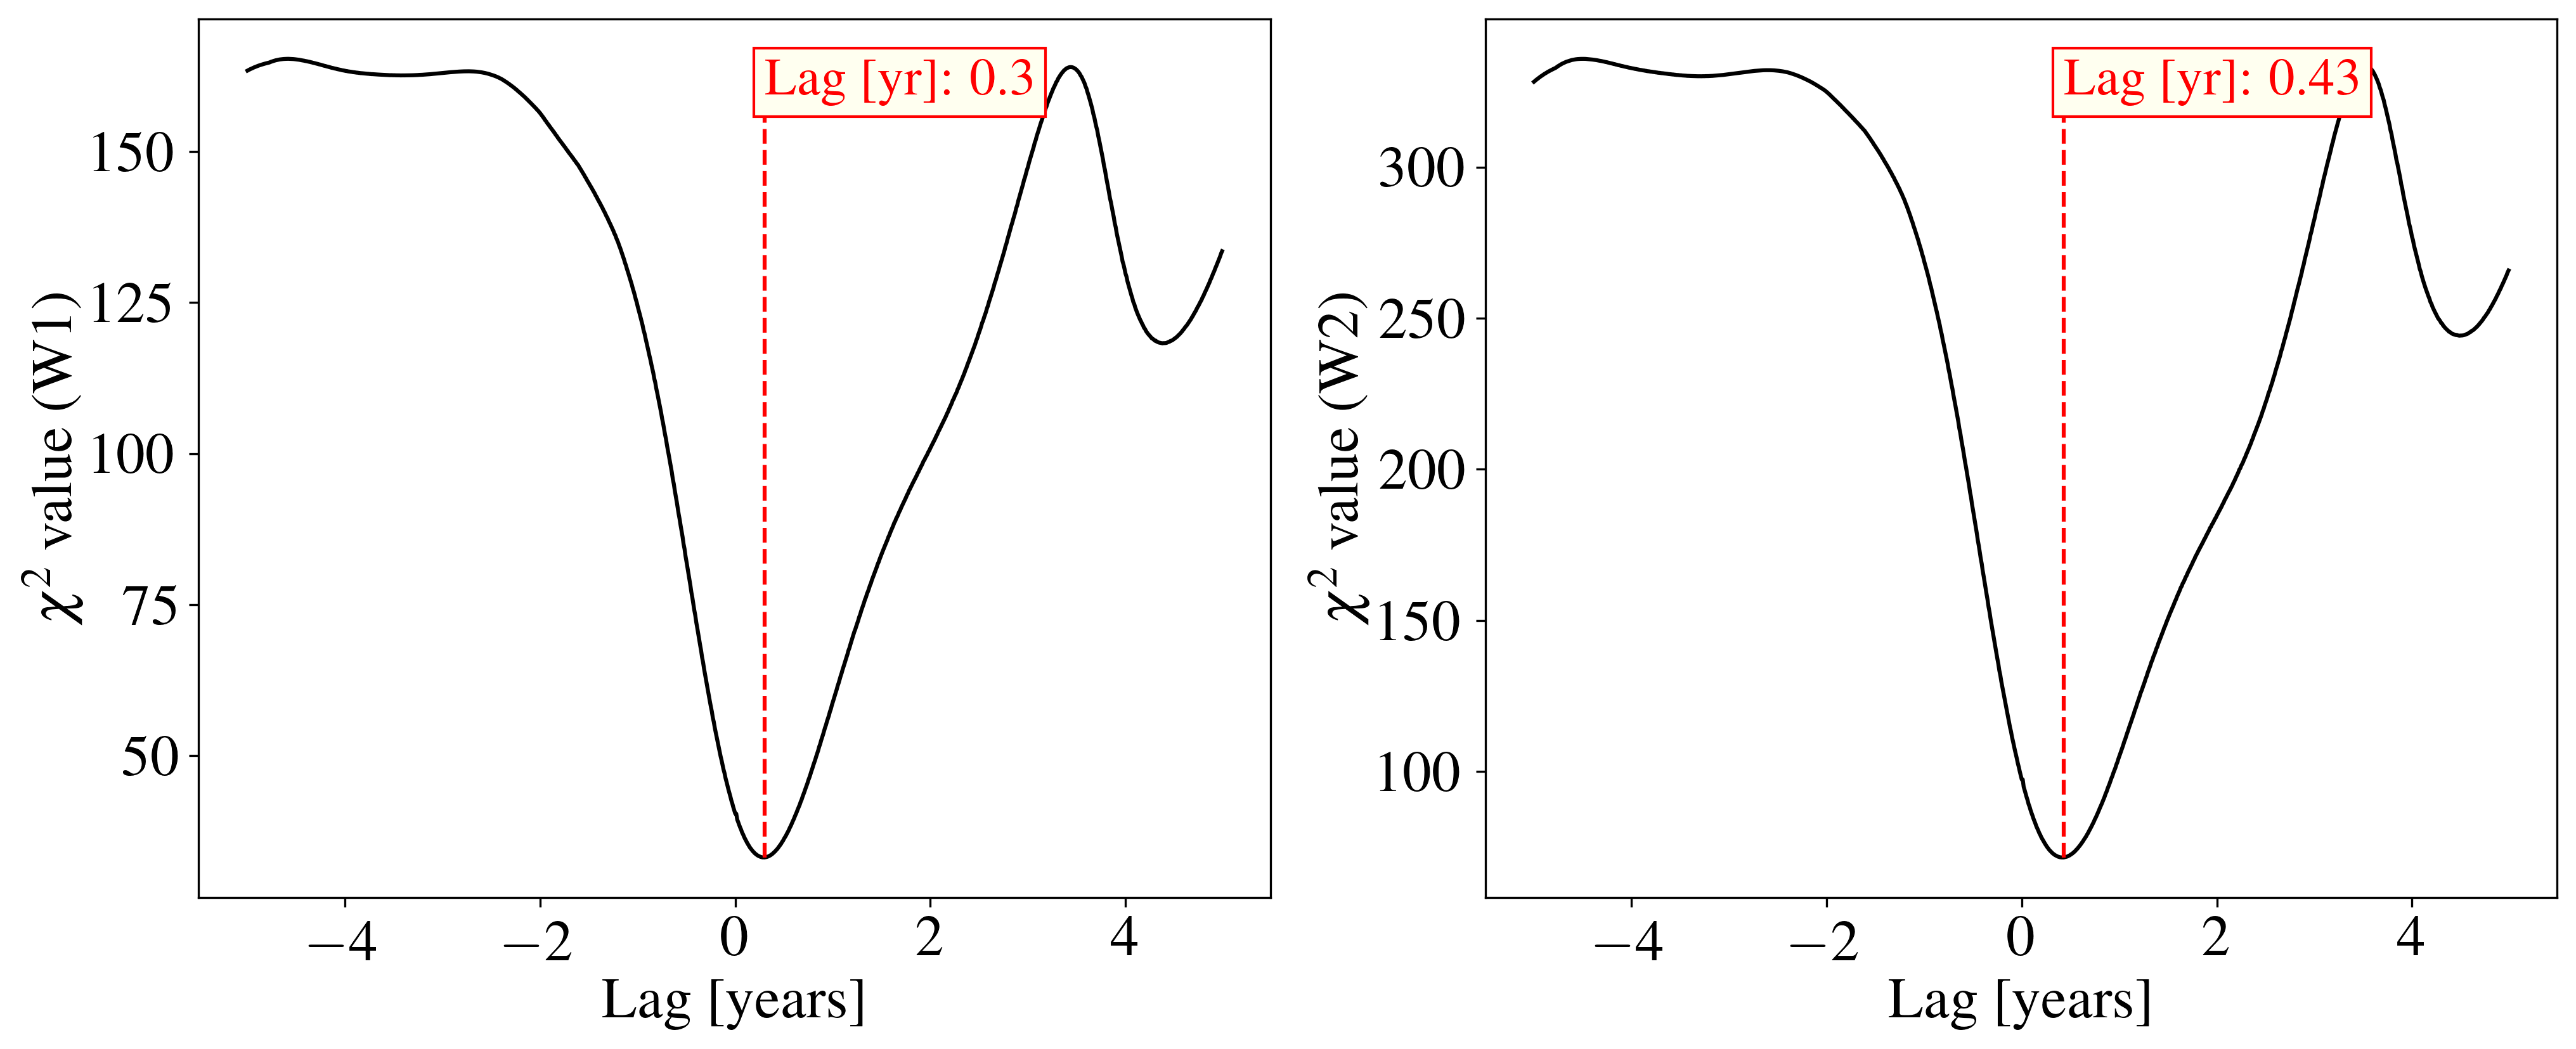 Lag [yr]: 0.3
150
125
100
75
50
χ² value (W1)
−4 −2 0 2 4
Lag [years]
Lag [yr]: 0.43
300
250
200
150
100
χ² value (W2)
−4 −2 0 2 4
Lag [years]